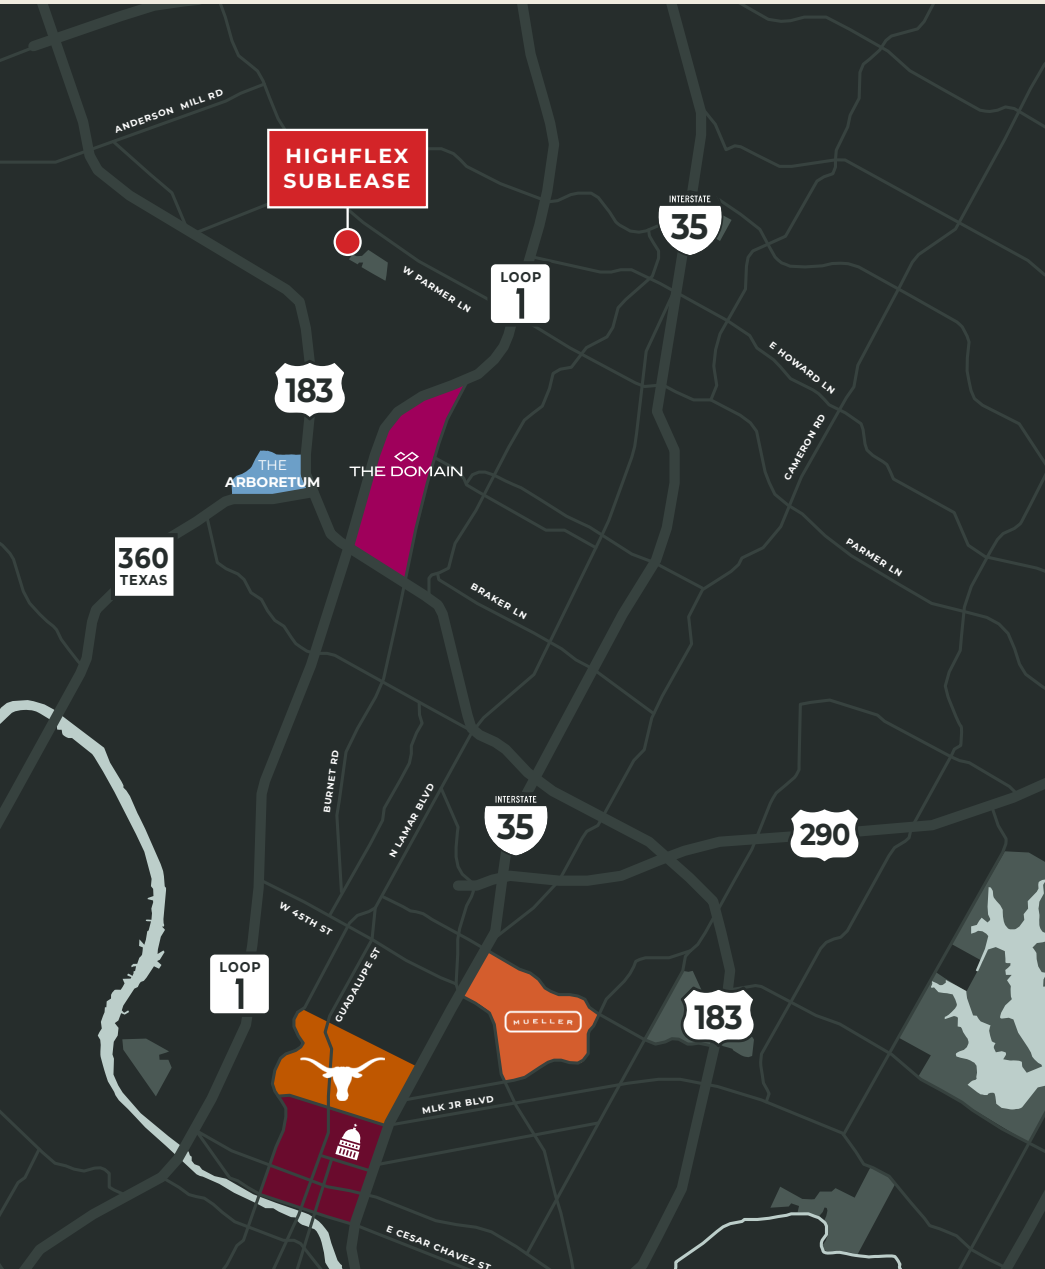 ANDERSON MILL RD
HIGHFLEX
SUBLEASE
INTERSTATE
35
W PARMER LN
LOOP
1
E HOWARD LN
183
CAMERON RD
THE
ARBORETUM
THE DOMAIN
360
TEXAS
PARMER LN
BRAKER LN
BURNET RD
N LAMAR BLVD
INTERSTATE
35
290
W 45TH ST
GUADALUPE ST
LOOP
1
MUELLER
183
MLK JR BLVD
E CESAR CHAVEZ ST